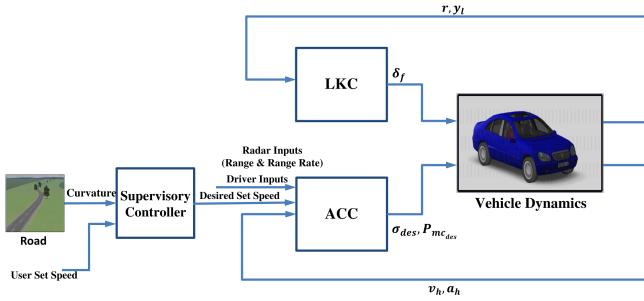 r, y_l
LKC
δ_f
Radar Inputs
(Range & Range Rate)
Driver Inputs
Curvature
Supervisory
Controller
Desired Set Speed
ACC
Vehicle Dynamics
σ_des, P_mc_des
Road
User Set Speed
v_h, a_h